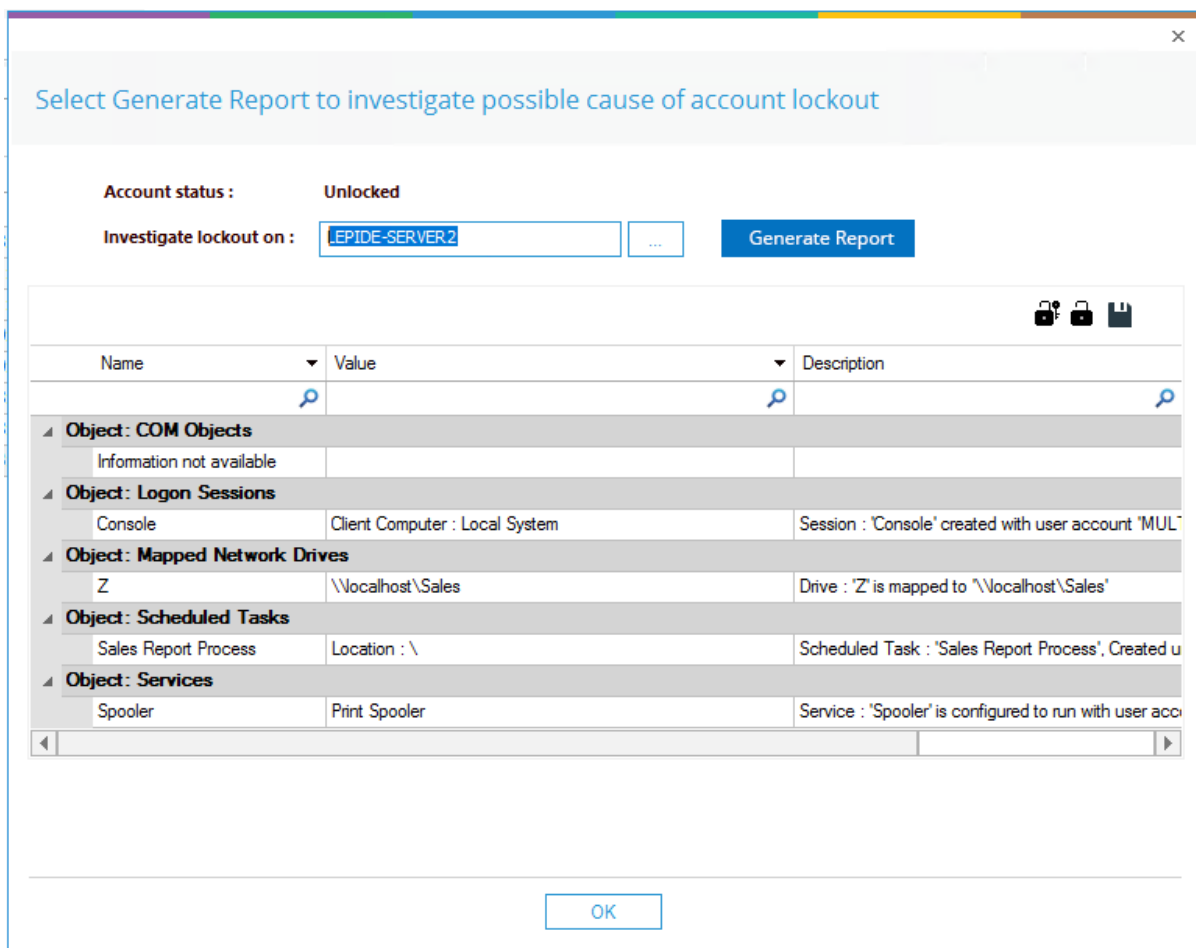 Select Generate Report to investigate possible cause of account lockout
Account status : Unlocked
Investigate lockout on : LEPIDE-SERVER2 ... Generate Report
Name Value Description
Object: COM Objects
Information not available
Object: Logon Sessions
Console Client Computer : Local System Session : 'Console' created with user account 'MULT
Object: Mapped Network Drives
Z \\localhost\Sales Drive : 'Z' is mapped to '\\localhost\Sales'
Object: Scheduled Tasks
Sales Report Process Location : \ Scheduled Task : 'Sales Report Process', Created u
Object: Services
Spooler Print Spooler Service : 'Spooler' is configured to run with user acc
OK